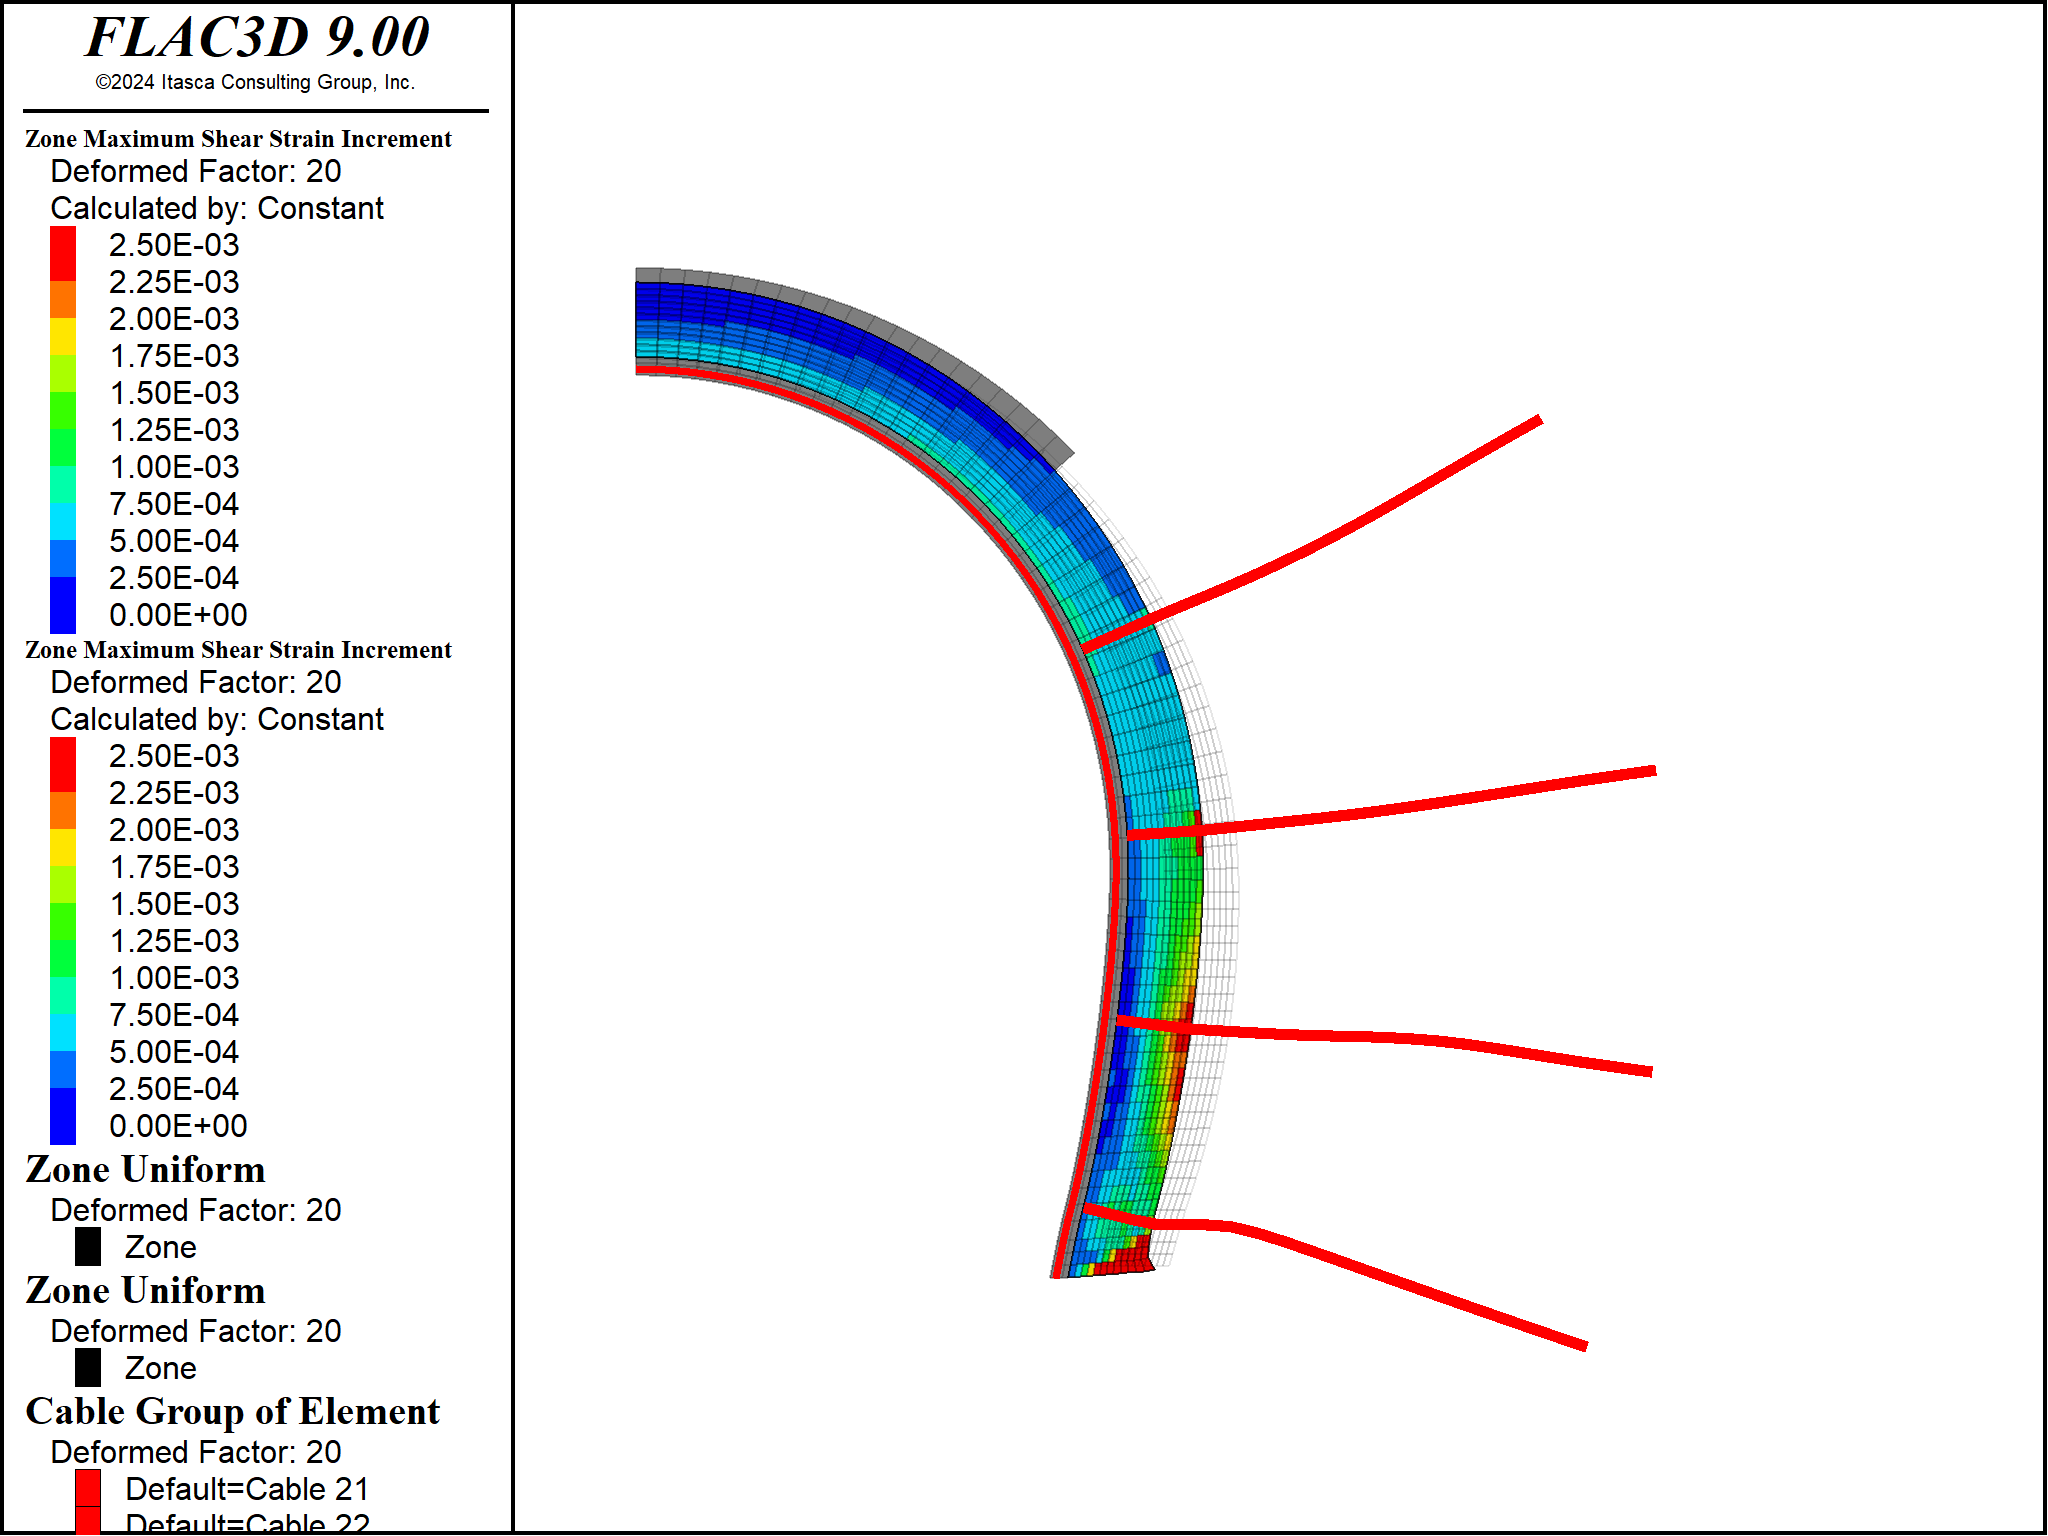 FLAC3D 9.00
©2024 Itasca Consulting Group, Inc.
Zone Maximum Shear Strain Increment
Deformed Factor: 20
Calculated by: Constant
2.50E-03
2.25E-03
2.00E-03
1.75E-03
1.50E-03
1.25E-03
1.00E-03
7.50E-04
5.00E-04
2.50E-04
0.00E+00
Zone Maximum Shear Strain Increment
Deformed Factor: 20
Calculated by: Constant
2.50E-03
2.25E-03
2.00E-03
1.75E-03
1.50E-03
1.25E-03
1.00E-03
7.50E-04
5.00E-04
2.50E-04
0.00E+00
Zone Uniform
Deformed Factor: 20
Zone
Zone Uniform
Deformed Factor: 20
Zone
Cable Group of Element
Deformed Factor: 20
Default=Cable 21
Default=Cable 22